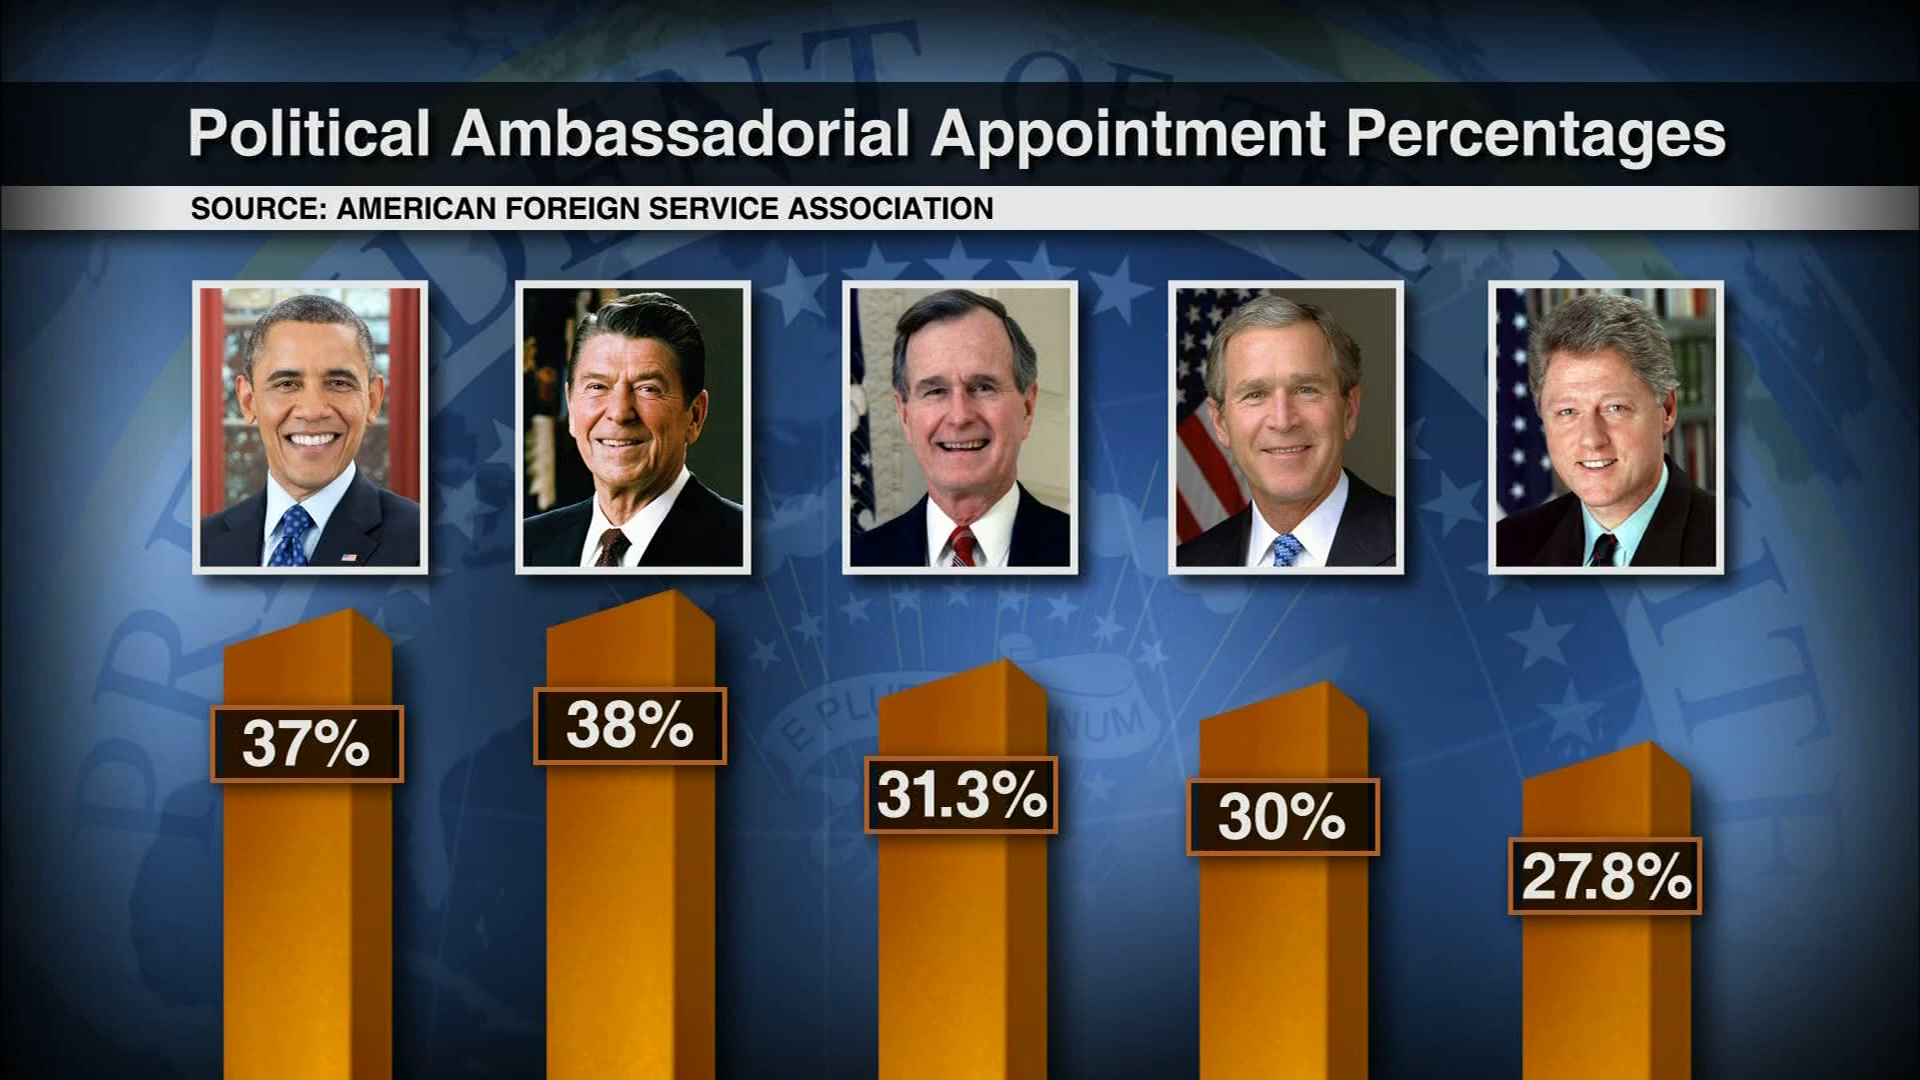 Political Ambassadorial Appointment Percentages
SOURCE: AMERICAN FOREIGN SERVICE ASSOCIATION
37%
38%
31.3%
30%
27.8%